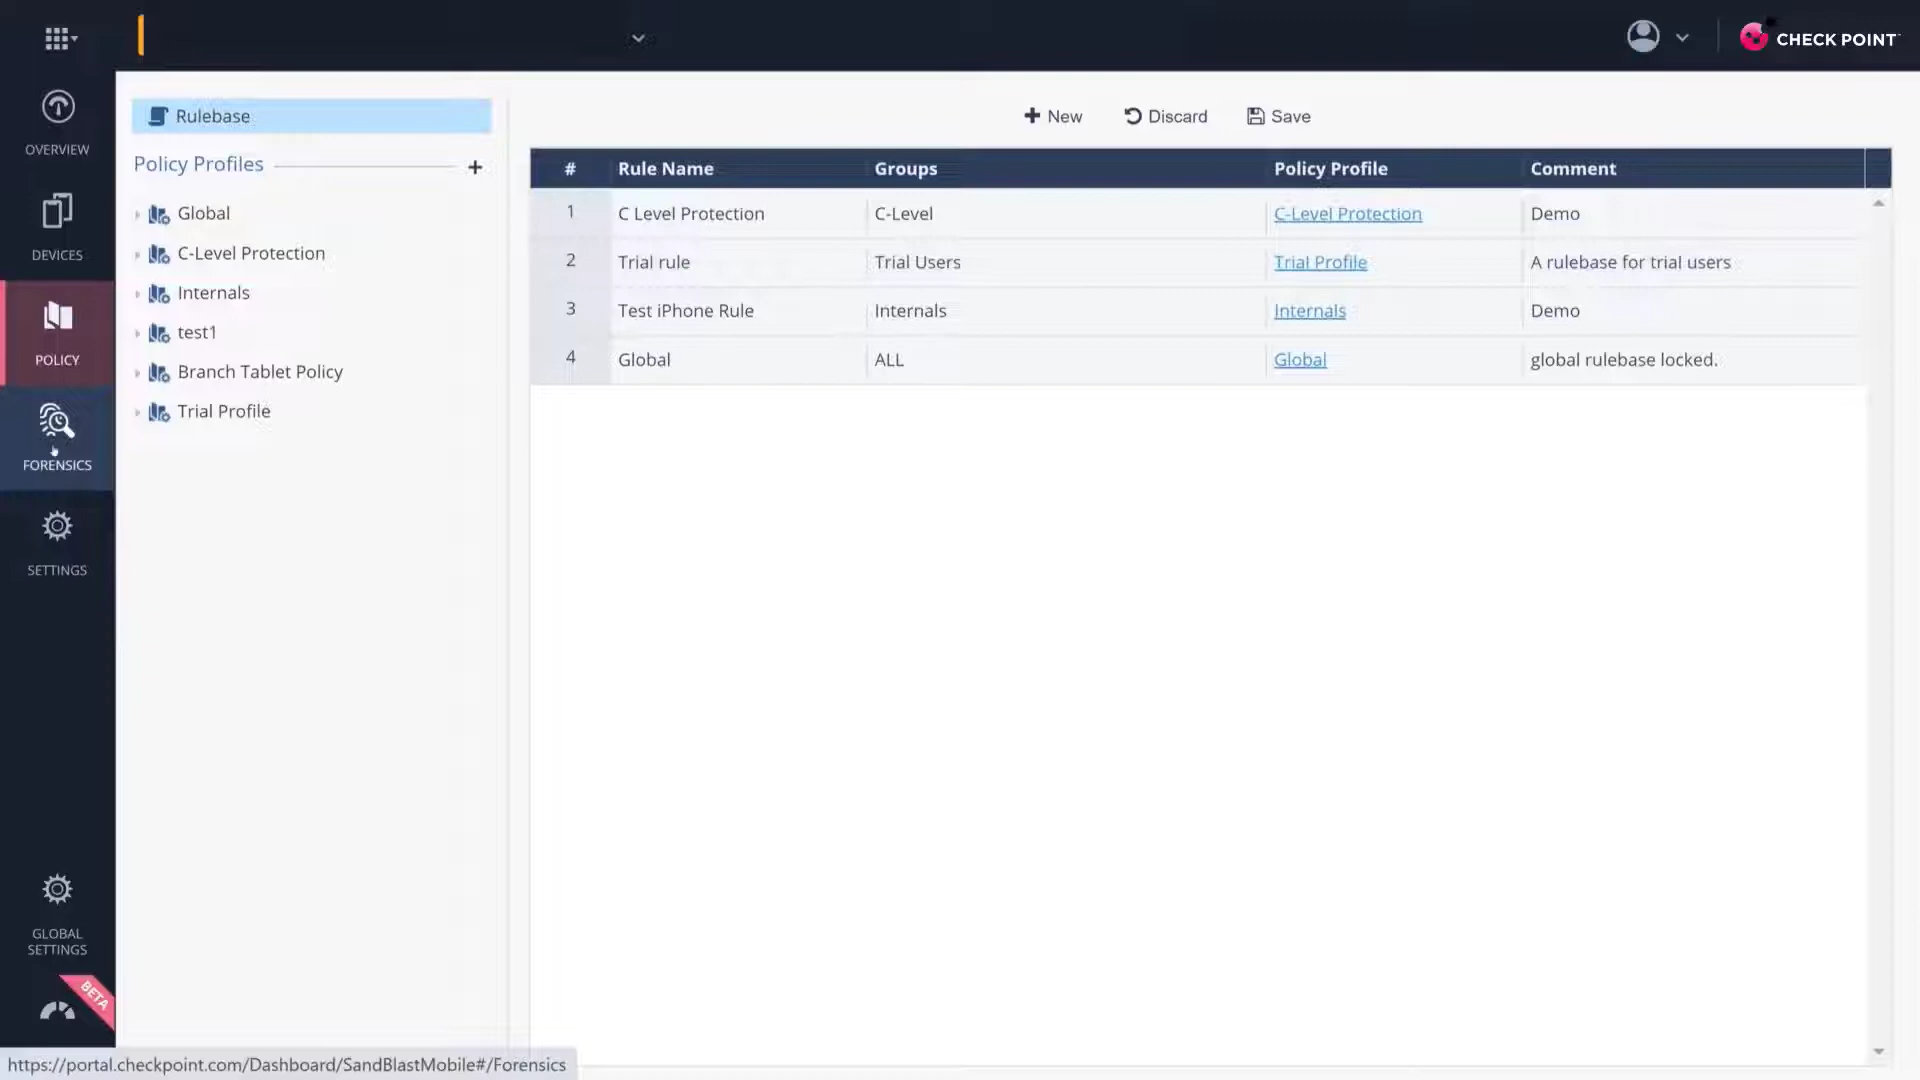 CHECK POINT
OVERVIEW
DEVICES
POLICY
FORENSICS
SETTINGS
GLOBAL
SETTINGS
BETA
Rulebase
Policy Profiles
Global
C-Level Protection
Internals
test1
Branch Tablet Policy
Trial Profile
New Discard Save
# Rule Name Groups Policy Profile Comment
1 C Level Protection C-Level C-Level Protection Demo
2 Trial rule Trial Users Trial Profile A rulebase for trial users
3 Test iPhone Rule Internals Internals Demo
4 Global ALL Global global rulebase locked.
https://portal.checkpoint.com/Dashboard/SandBlastMobile#/Forensics